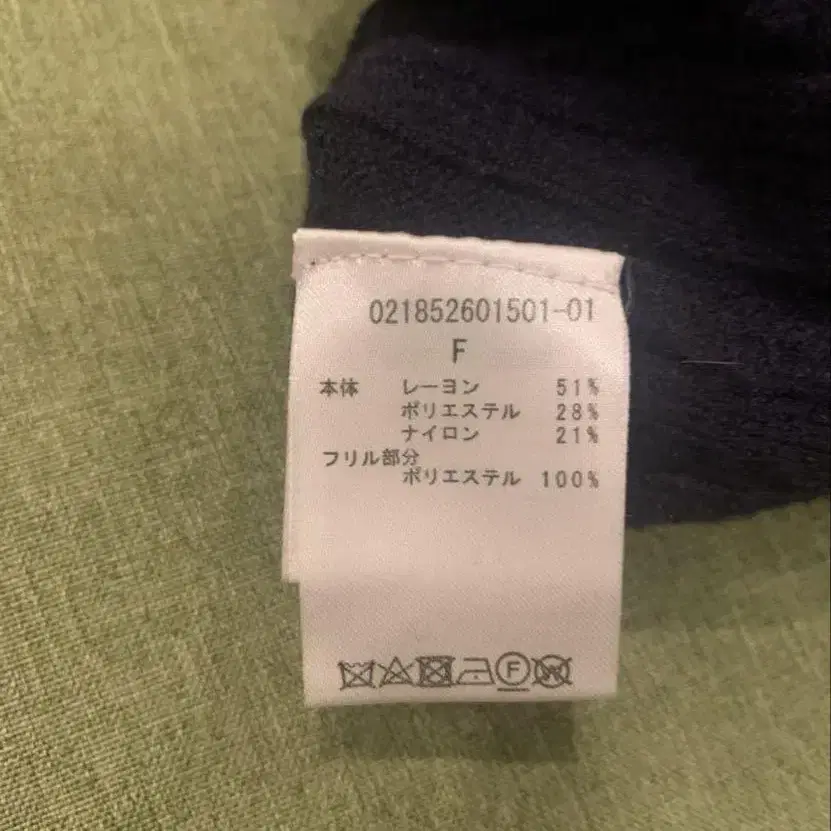 021852601501-01
F
本体 レーヨン 51%
ポリエステル 28%
ナイロン 21%
フリル部分
ポリエステル 100%
F W